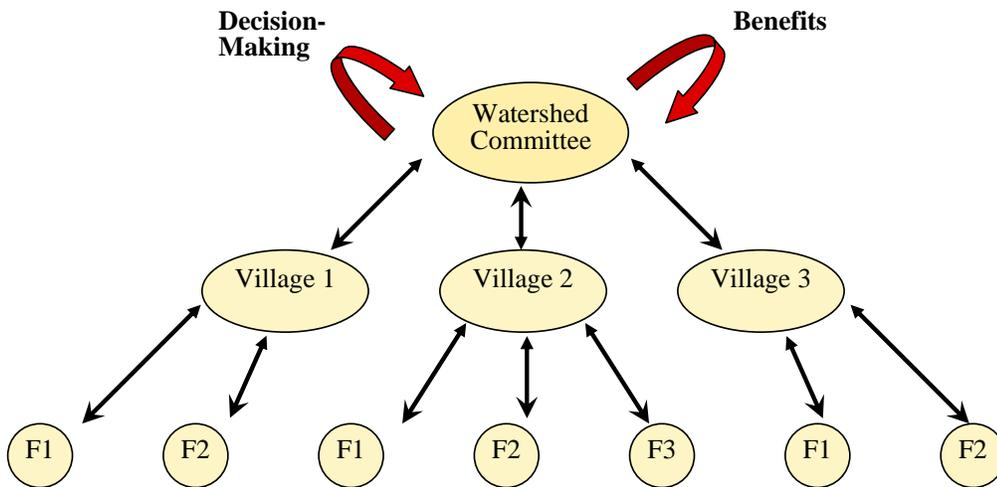 Decision-
Making
Benefits
Watershed
Committee
Village 1
Village 2
Village 3
F1
F2
F1
F2
F3
F1
F2